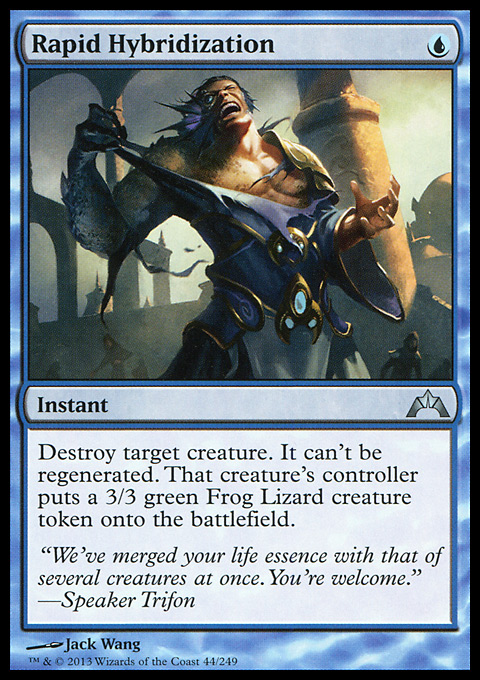 Rapid Hybridization
Instant
Destroy target creature. It can't be
regenerated. That creature's controller
puts a 3/3 green Frog Lizard creature
token onto the battlefield.
“We've merged your life essence with that of
several creatures at once. You're welcome.”
—Speaker Trifon
Jack Wang
™ & © 2013 Wizards of the Coast 44/249